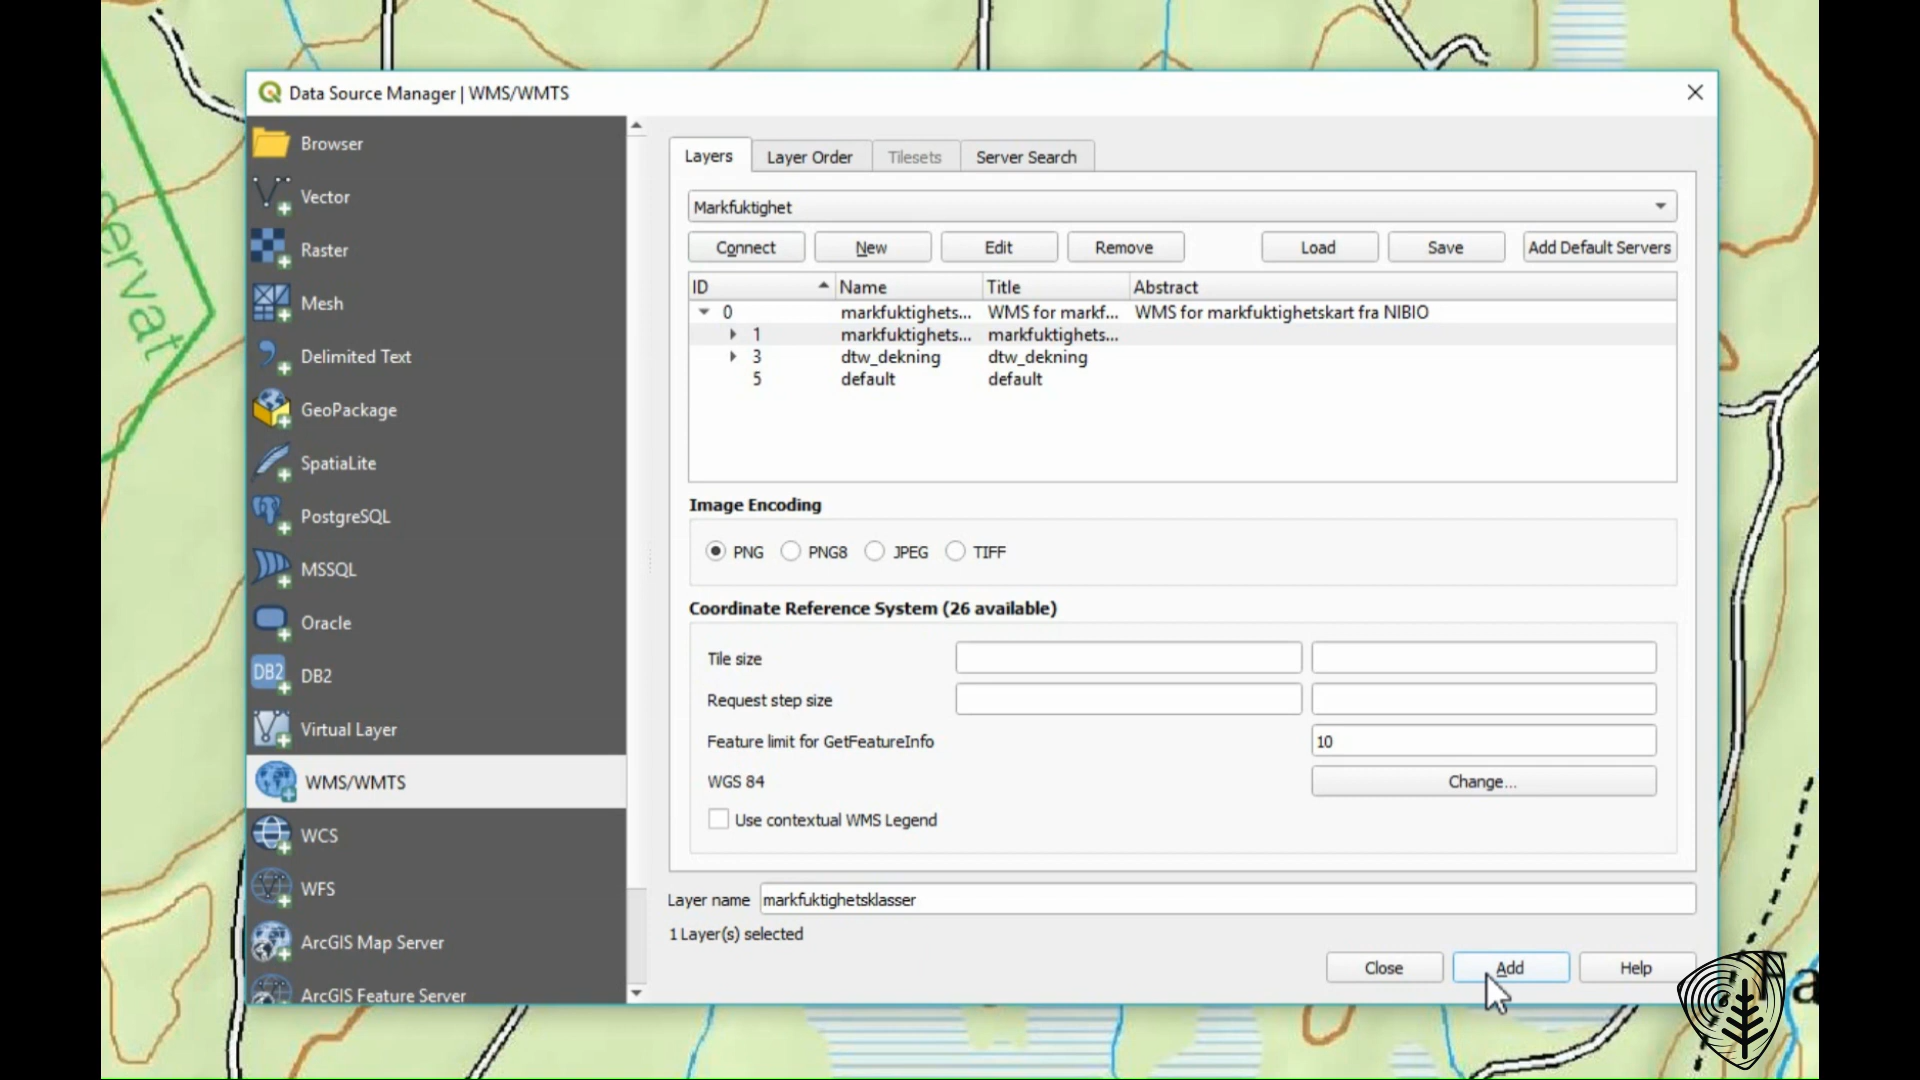 Data Source Manager | WMS/WMTS
Browser
Vector
Raster
Mesh
Delimited Text
GeoPackage
SpatiaLite
PostgreSQL
MSSQL
Oracle
DB2
DB2
Virtual Layer
WMS/WMTS
WCS
WFS
ArcGIS Map Server
ArcGIS Feature Server
Layers Layer Order Tilesets Server Search
Markfuktighet
Connect New Edit Remove Load Save Add Default Servers
ID Name Title Abstract
0 markfuktighets... WMS for markf... WMS for markfuktighetskart fra NIBIO
1 markfuktighets... markfuktighets...
3 dtw_dekning dtw_dekning
5 default default
Image Encoding
PNG PNG8 JPEG TIFF
Coordinate Reference System (26 available)
Tile size
Request step size
Feature limit for GetFeatureInfo 10
WGS 84 Change...
Use contextual WMS Legend
Layer name markfuktighetsklasser
1 Layer(s) selected
Close Add Help
ervat